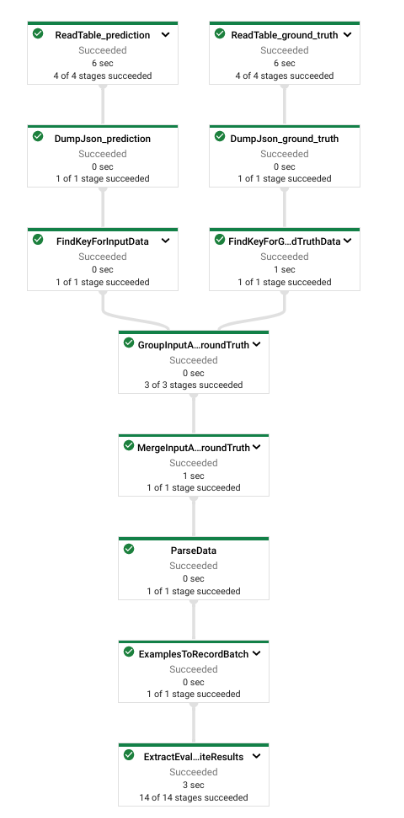 ReadTable_prediction
Succeeded
6 sec
4 of 4 stages succeeded
ReadTable_ground_truth
Succeeded
6 sec
4 of 4 stages succeeded
DumpJson_prediction
Succeeded
0 sec
1 of 1 stage succeeded
DumpJson_ground_truth
Succeeded
0 sec
1 of 1 stage succeeded
FindKeyForInputData
Succeeded
0 sec
1 of 1 stage succeeded
FindKeyForG...dTruthData
Succeeded
1 sec
1 of 1 stage succeeded
GroupInputA...roundTruth
Succeeded
0 sec
3 of 3 stages succeeded
MergeInputA...roundTruth
Succeeded
1 sec
1 of 1 stage succeeded
ParseData
Succeeded
0 sec
1 of 1 stage succeeded
ExamplesToRecordBatch
Succeeded
0 sec
1 of 1 stage succeeded
ExtractEval...iteResults
Succeeded
3 sec
14 of 14 stages succeeded